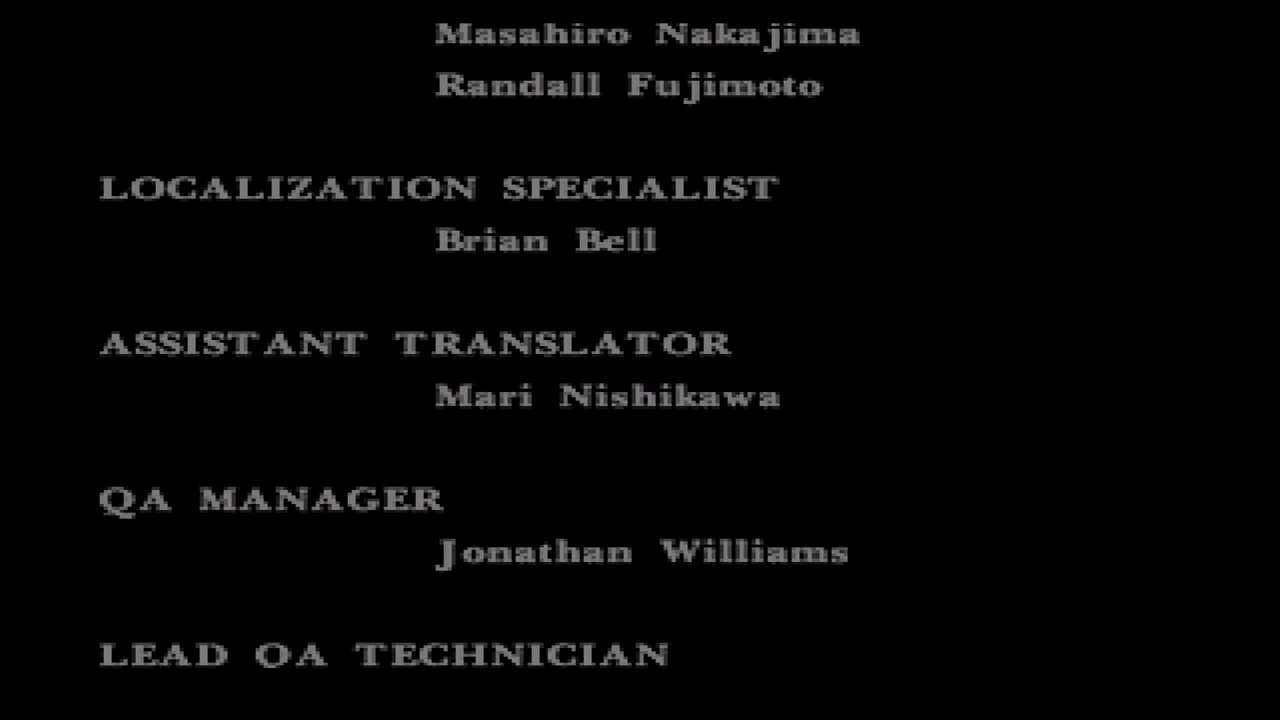 Masahiro Nakajima
Randall Fujimoto
LOCALIZATION SPECIALIST
Brian Bell
ASSISTANT TRANSLATOR
Mari Nishikawa
QA MANAGER
Jonathan Williams
LEAD QA TECHNICIAN